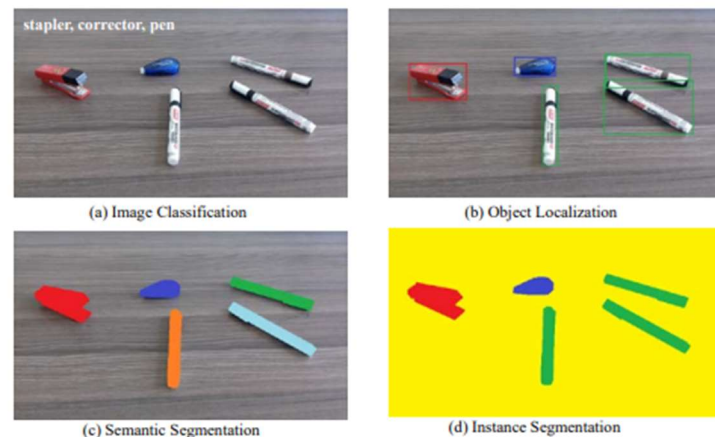 stapler, corrector, pen
(a) Image Classification
(b) Object Localization
(c) Semantic Segmentation
(d) Instance Segmentation